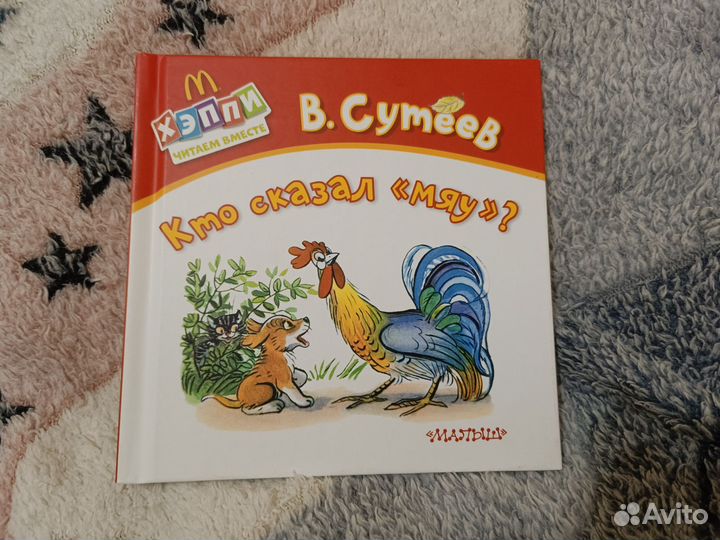 ХЭППИ
ЧИТАЕМ ВМЕСТЕ
В. Сутеев
Кто сказал «мяу»?
«МАЛЫШ»
Avito